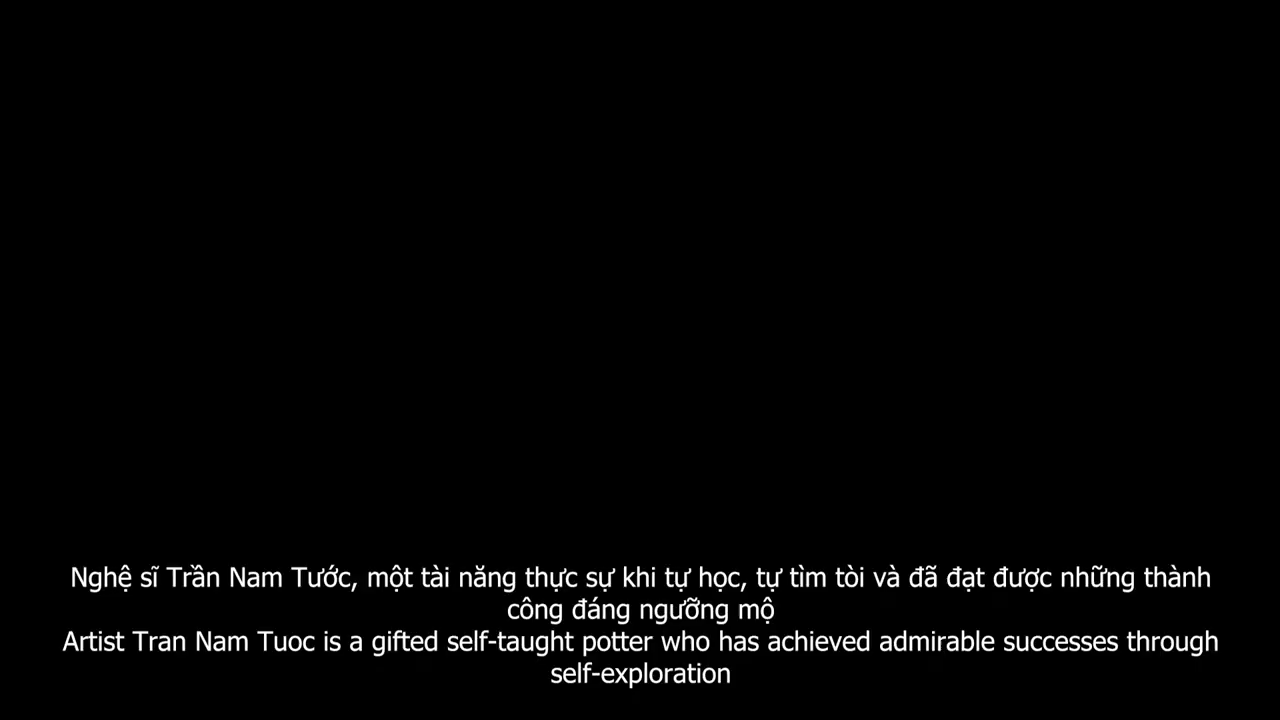 Nghệ sĩ Trần Nam Tước, một tài năng thực sự khi tự học, tự tìm tòi và đã đạt được những thành
công đáng ngưỡng mộ
Artist Tran Nam Tuoc is a gifted self-taught potter who has achieved admirable successes through
self-exploration